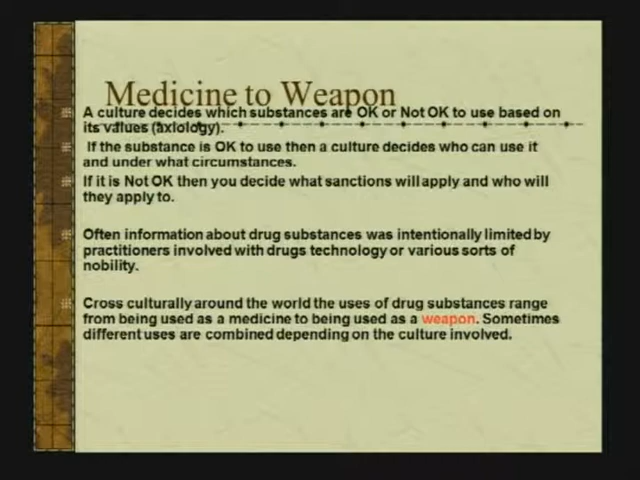 Medicine to Weapon
A culture decides which substances are OK or Not OK to use based on
its values (axiology).
If the substance is OK to use then a culture decides who can use it
and under what circumstances.
If it is Not OK then you decide what sanctions will apply and who will
they apply to.
Often information about drug substances was intentionally limited by
practitioners involved with drugs technology or various sorts of
nobility.
Cross culturally around the world the uses of drug substances range
from being used as a medicine to being used as a weapon. Sometimes
different uses are combined depending on the culture involved.